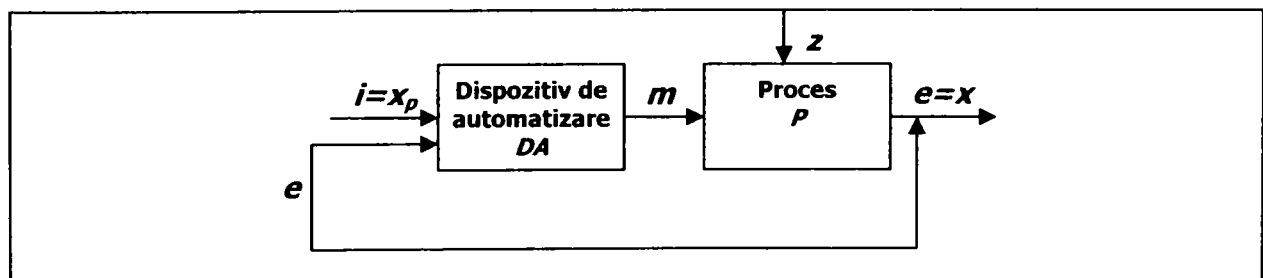 z
i=xp
Dispozitiv de
automatizare
DA
m
Proces
P
e=x
e